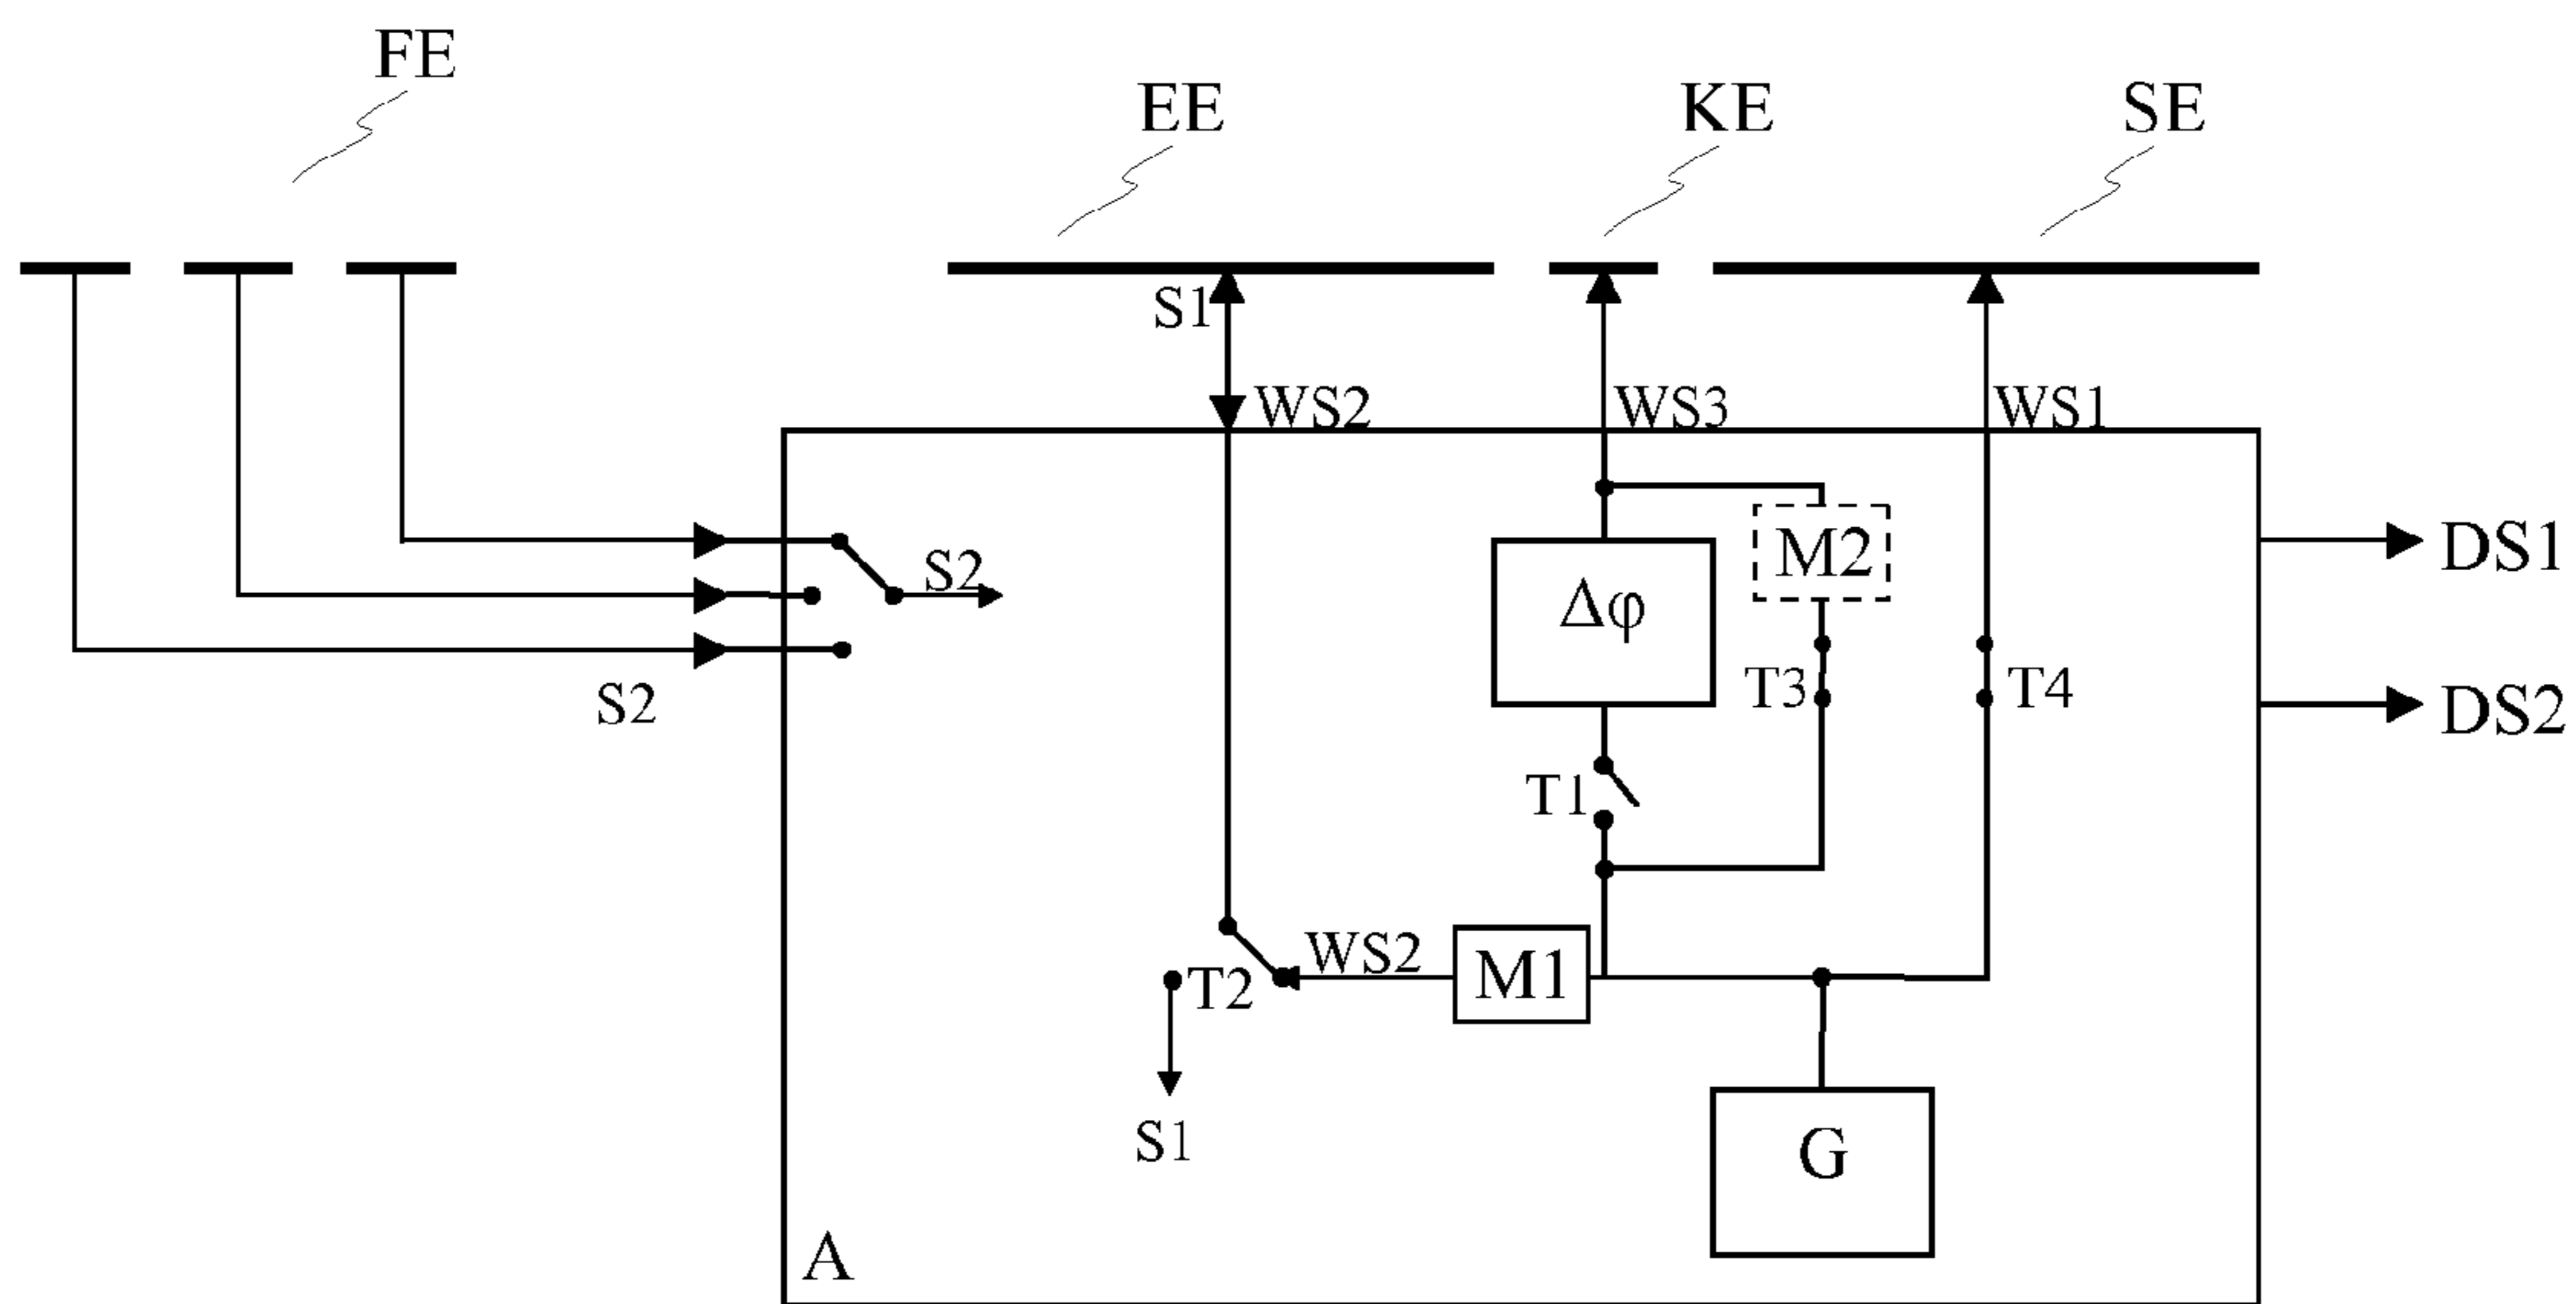 FE
EE
KE
SE
S1
WS2
WS3
WS1
S2
M2
DS1
Δφ
T3
T4
S2
DS2
T1
WS2
T2
M1
S1
G
A